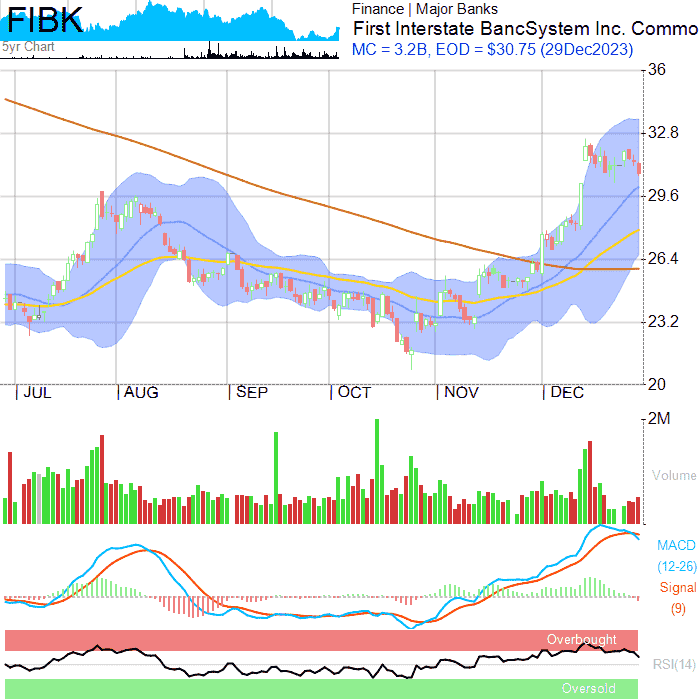 FIBK
5yr Chart
Finance | Major Banks
First Interstate BancSystem Inc. Commo
MC = 3.2B, EOD = $30.75 (29Dec2023)
36
32.8
29.6
26.4
23.2
20
JUL AUG SEP OCT NOV DEC
2M
Volume
MACD
(12-26)
Signal
(9)
Overbought
RSI(14)
Oversold